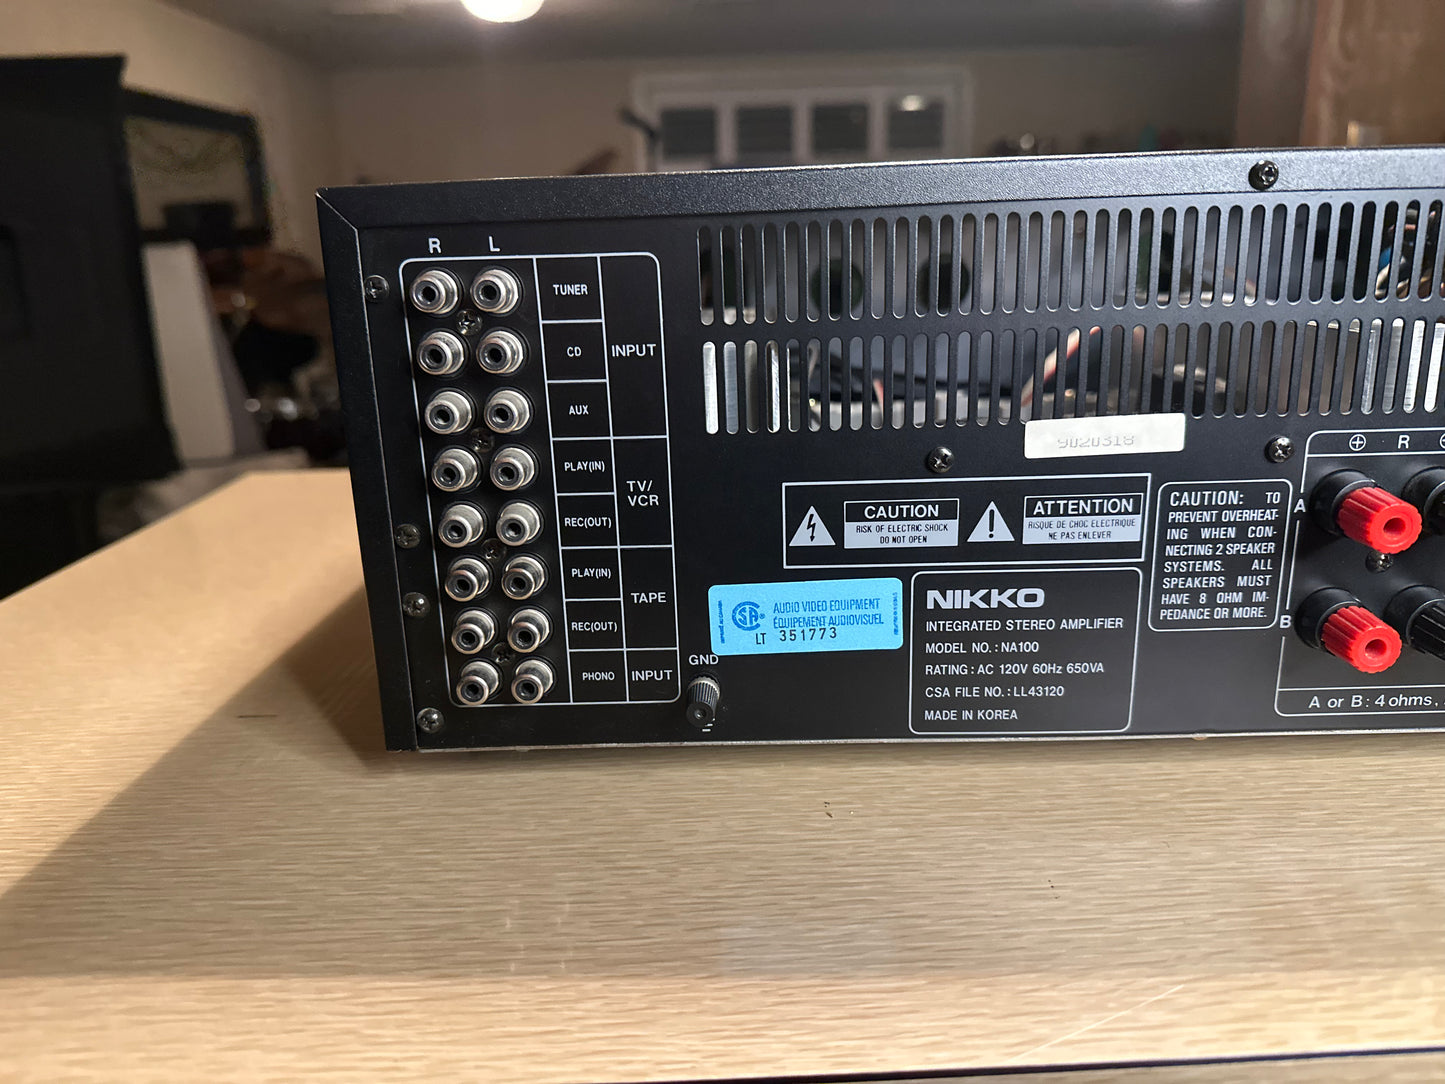 R L
TUNER
CD
INPUT
AUX
PLAY(IN)
TV/
VCR
REC(OUT)
PLAY(IN)
TAPE
REC(OUT)
PHONO
INPUT
GND
9020318
CAUTION
RISK OF ELECTRIC SHOCK
DO NOT OPEN
ATTENTION
RISQUE DE CHOC ELECTRIQUE
NE PAS ENLEVER
CAUTION: TO
PREVENT OVERHEAT-
ING WHEN CON-
NECTING 2 SPEAKER
SYSTEMS. ALL
SPEAKERS MUST
HAVE 8 OHM IM-
PEDANCE OR MORE.
CSA
AUDIO VIDEO EQUIPMENT
ÉQUIPEMENT AUDIOVISUEL
LT 351773
NIKKO
INTEGRATED STEREO AMPLIFIER
MODEL NO.: NA100
RATING: AC 120V 60Hz 650VA
CSA FILE NO.: LL43120
MADE IN KOREA
+ R
A
B
A or B: 4 ohms,